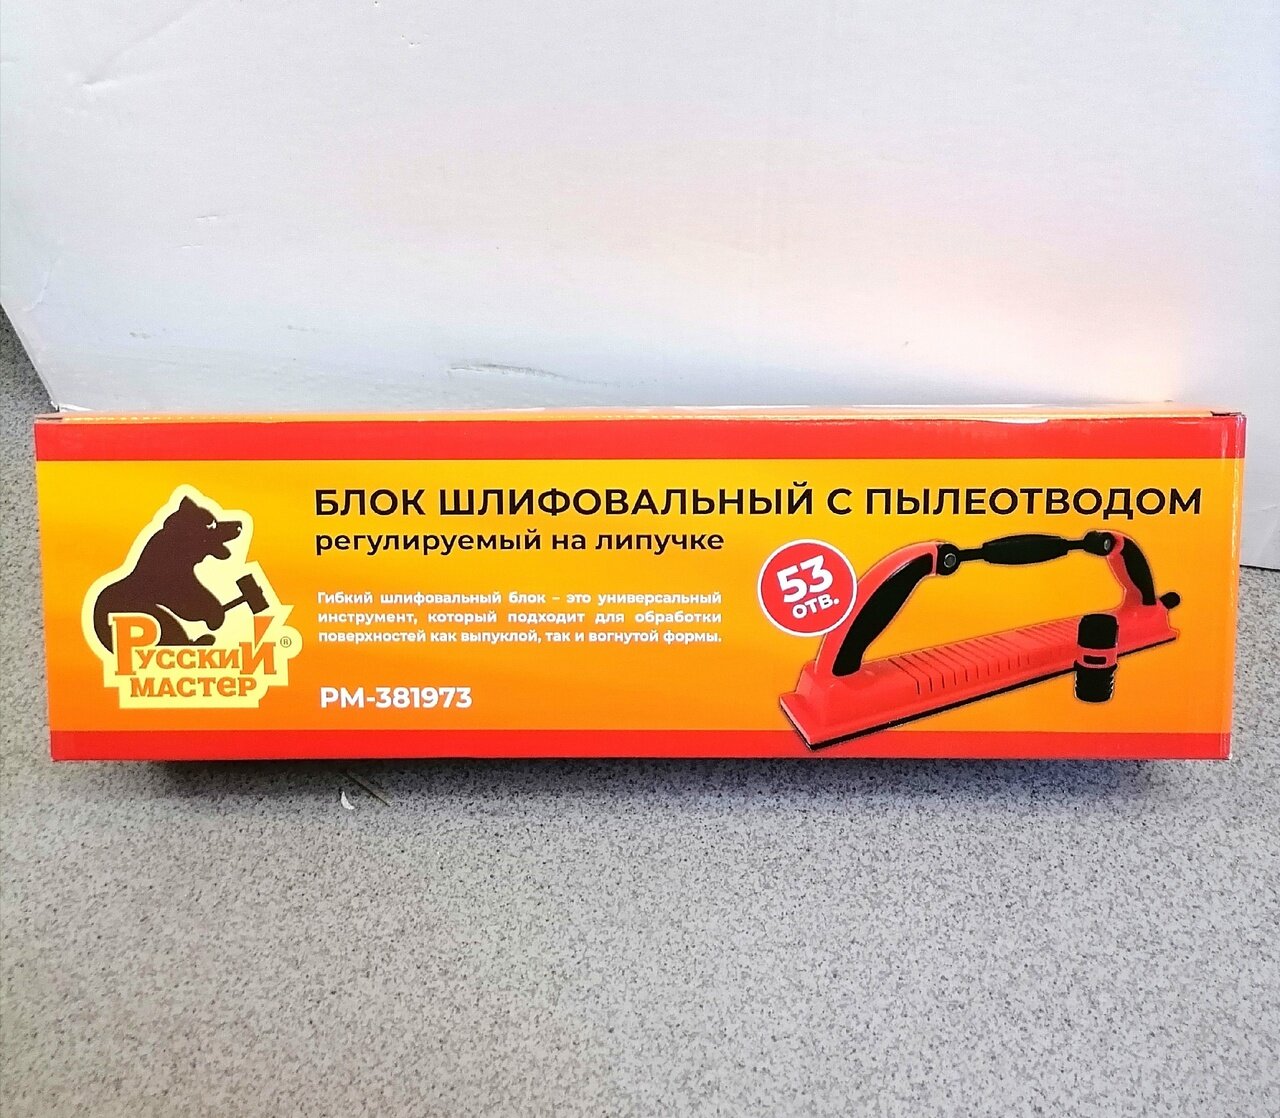 БЛОК ШЛИФОВАЛЬНЫЙ С ПЫЛЕОТВОДОМ
регулируемый на липучке
Гибкий шлифовальный блок – это универсальный
инструмент, который подходит для обработки
поверхностей как выпуклой, так и вогнутой формы.
РМ-381973
53
ОТВ.
РУССКИЙ
МАСТЕР
®